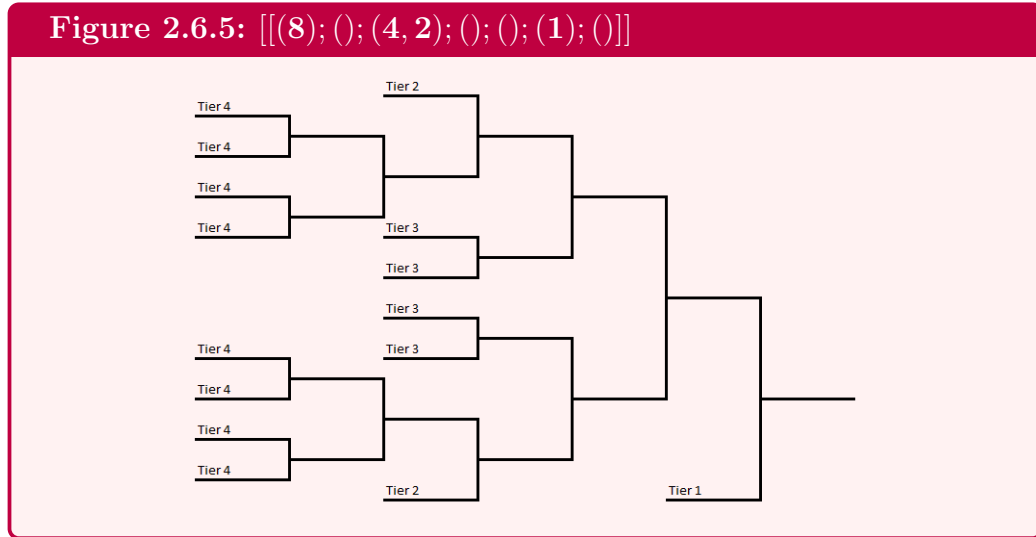 Figure 2.6.5: [[(8); (); (4, 2); (); (); (1); ()]]
Tier 2
Tier 4
Tier 4
Tier 4
Tier 4
Tier 3
Tier 3
Tier 3
Tier 3
Tier 4
Tier 4
Tier 4
Tier 4
Tier 2
Tier 1